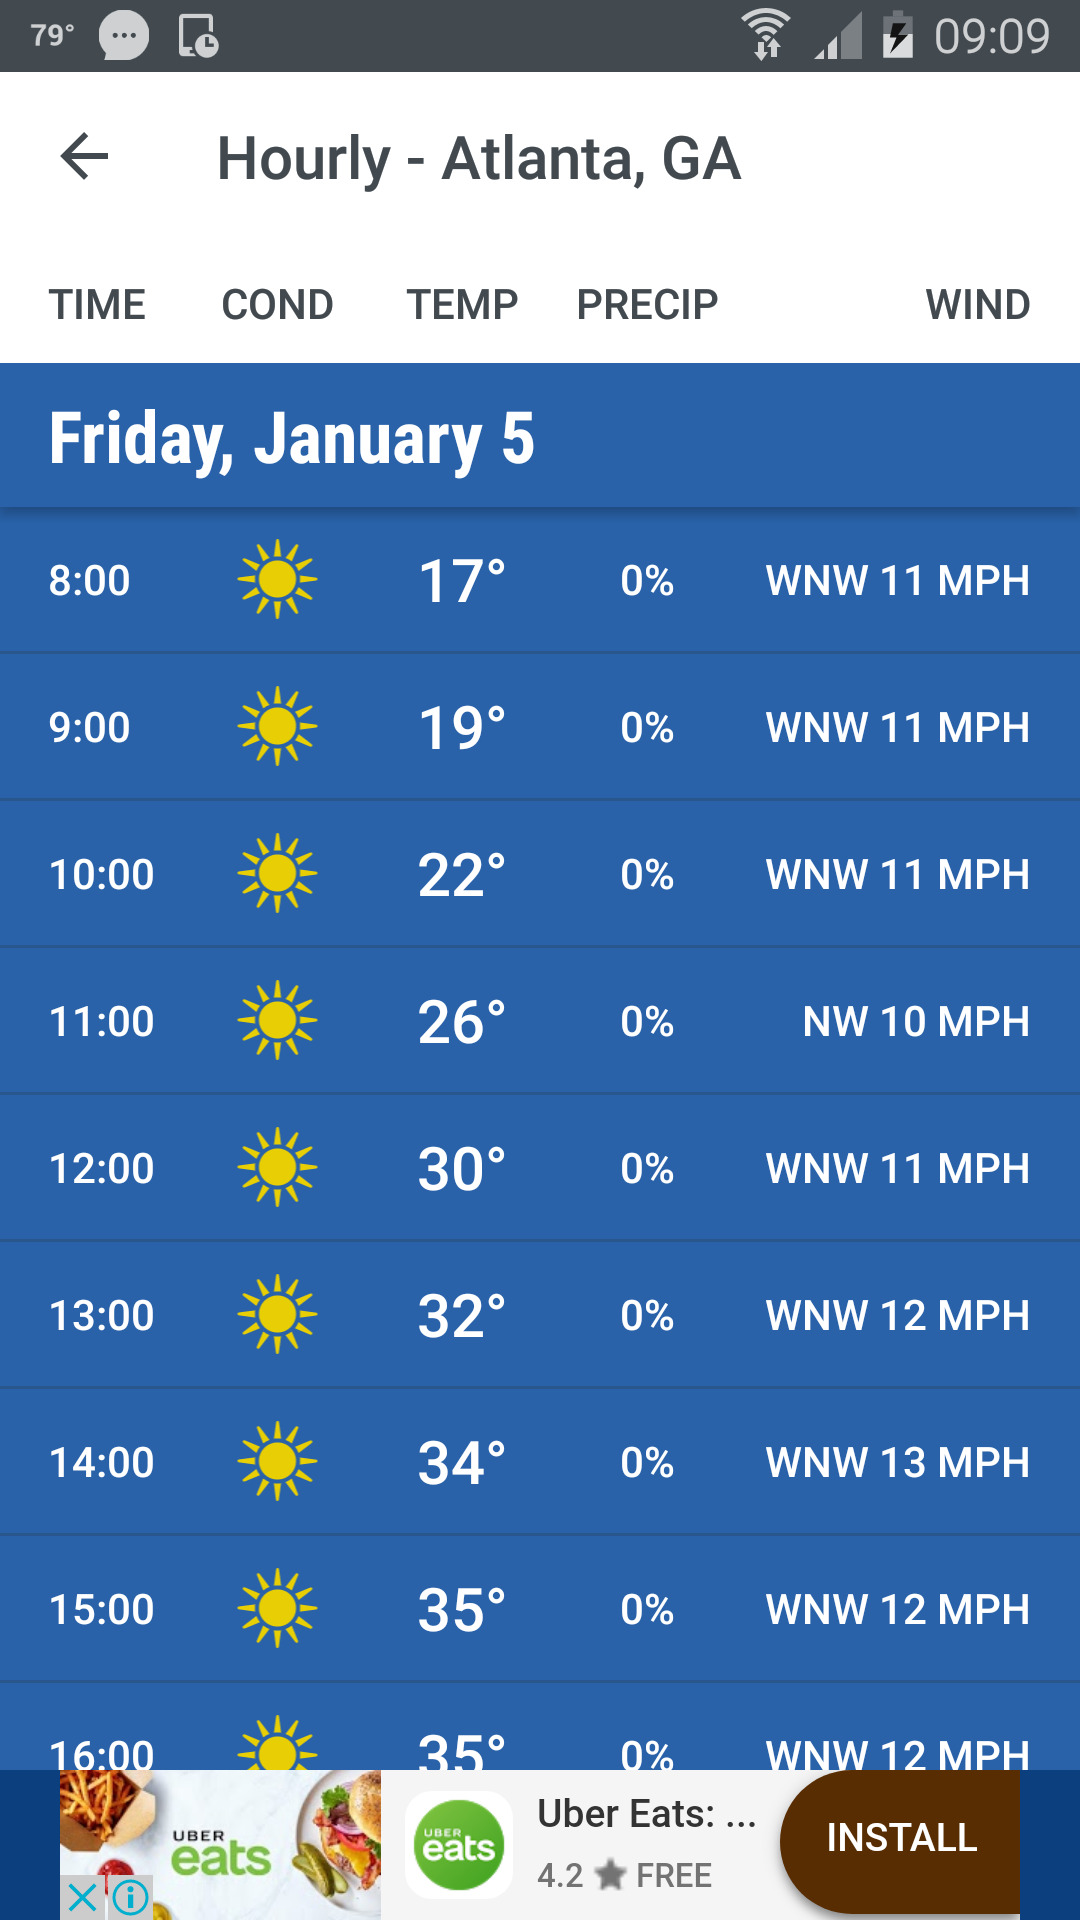 79° 09:09
Hourly - Atlanta, GA
TIME COND TEMP PRECIP WIND
Friday, January 5
8:00 17° 0% WNW 11 MPH
9:00 19° 0% WNW 11 MPH
10:00 22° 0% WNW 11 MPH
11:00 26° 0% NW 10 MPH
12:00 30° 0% WNW 11 MPH
13:00 32° 0% WNW 12 MPH
14:00 34° 0% WNW 13 MPH
15:00 35° 0% WNW 12 MPH
16:00 35° 0% WNW 12 MPH
UBER
eats
UBER
eats
Uber Eats: ...
4.2 FREE
INSTALL